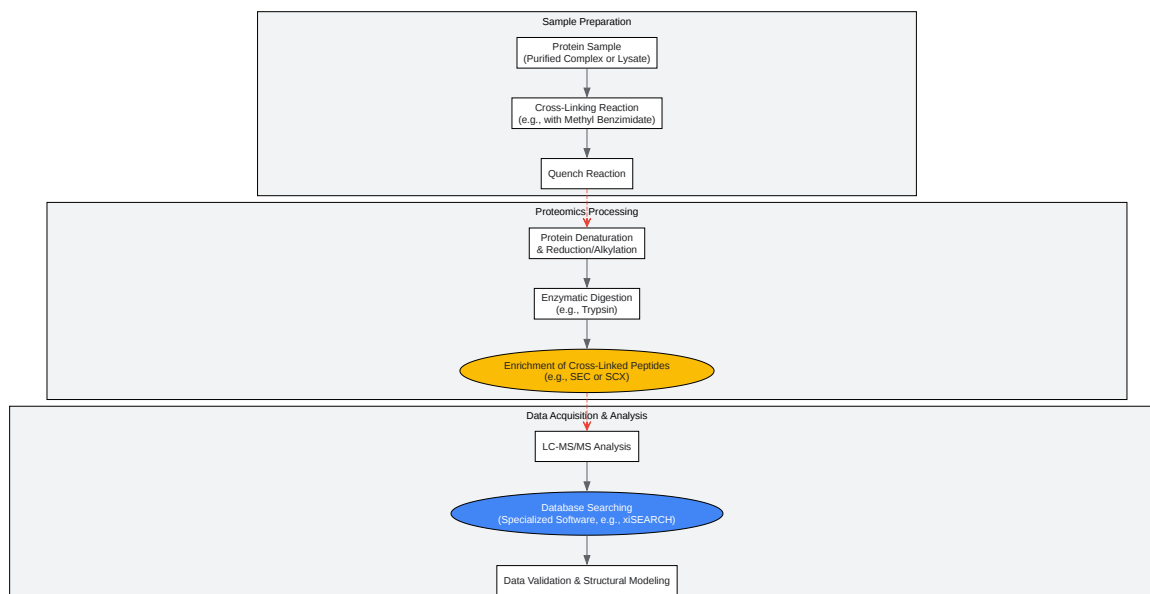 Sample Preparation
Protein Sample
(Purified Complex or Lysate)
Cross-Linking Reaction
(e.g., with Methyl Benzimidate)
Quench Reaction
Proteomics Processing
Protein Denaturation
& Reduction/Alkylation
Enzymatic Digestion
(e.g., Trypsin)
Enrichment of Cross-Linked Peptides
(e.g., SEC or SCX)
Data Acquisition & Analysis
LC-MS/MS Analysis
Database Searching
(Specialized Software, e.g., xiSEARCH)
Data Validation & Structural Modeling